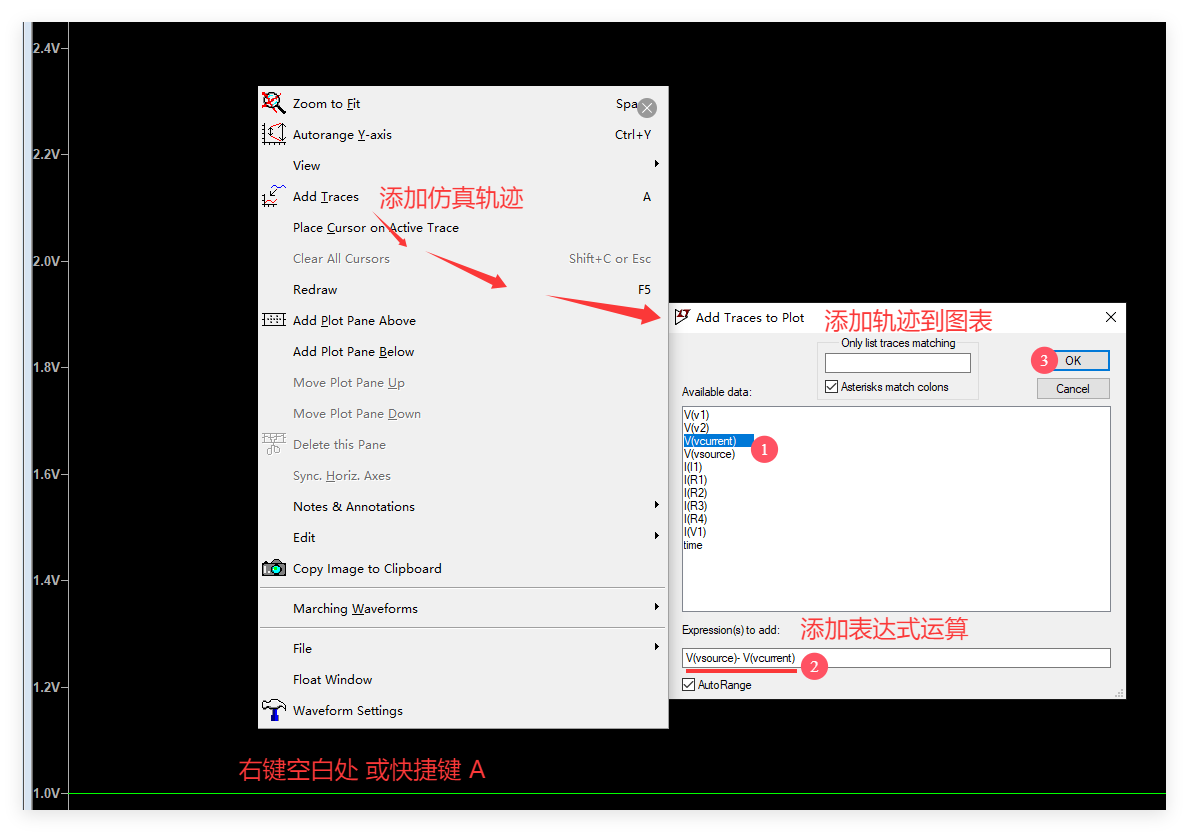 2.4V
2.2V
2.0V
1.8V
1.6V
1.4V
1.2V
1.0V
Zoom to Fit Spa
Autorange Y-axis Ctrl+Y
View
Add Traces 添加仿真轨迹 A
Place Cursor on Active Trace
Clear All Cursors Shift+C or Esc
Redraw F5
Add Plot Pane Above
Add Plot Pane Below
Move Plot Pane Up
Move Plot Pane Down
Delete this Pane
Sync. Horiz. Axes
Notes & Annotations
Edit
Copy Image to Clipboard
Marching Waveforms
File
Float Window
Waveform Settings
右键空白处 或快捷键 A
Add Traces to Plot 添加轨迹到图表
Only list traces matching
3 OK
Asterisks match colons
Cancel
Available data:
V(v1)
V(v2)
V(vcurrent) 1
V(vsource)
I(I1)
I(R1)
I(R2)
I(R3)
I(R4)
I(V1)
time
Expression(s) to add: 添加表达式运算
V(vsource)- V(vcurrent) 2
AutoRange